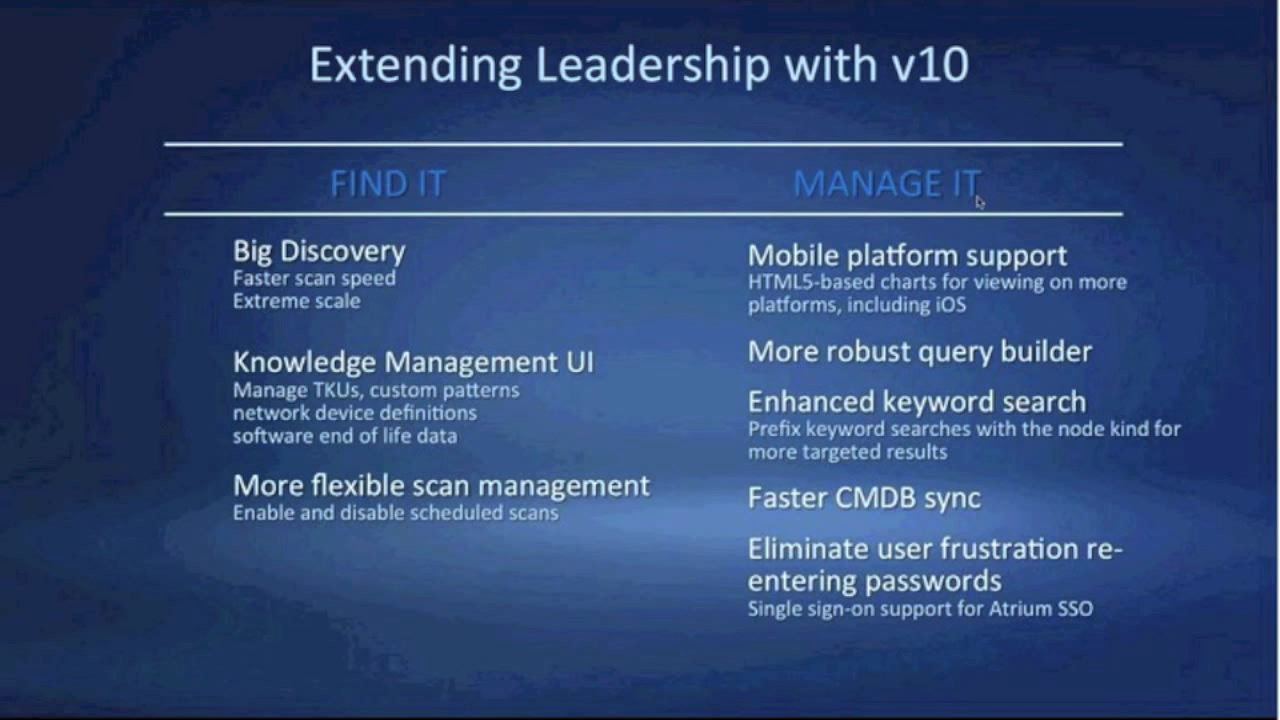 Extending Leadership with v10
FIND IT
MANAGE IT
Big Discovery
Faster scan speed
Extreme scale
Knowledge Management UI
Manage TKUs, custom patterns
network device definitions
software end of life data
More flexible scan management
Enable and disable scheduled scans
Mobile platform support
HTML5-based charts for viewing on more
platforms, including iOS
More robust query builder
Enhanced keyword search
Prefix keyword searches with the node kind for
more targeted results
Faster CMDB sync
Eliminate user frustration re-
entering passwords
Single sign-on support for Atrium SSO